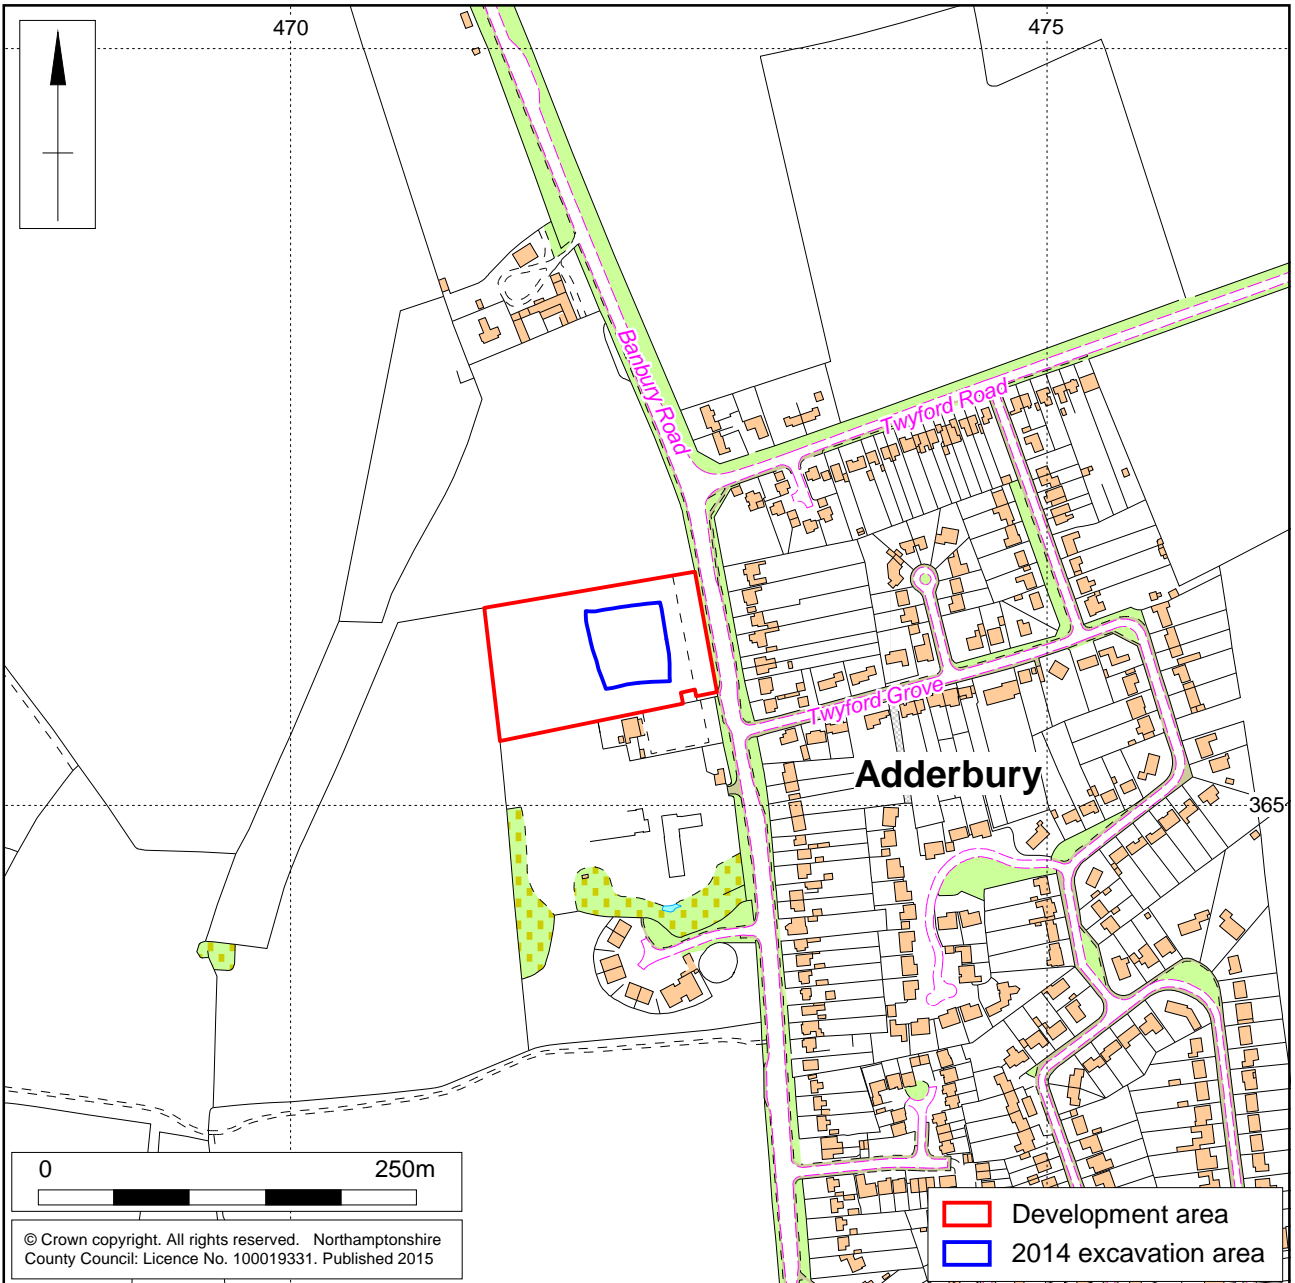 470
475
Banbury Road
Twyford Road
Twyford Grove
Adderbury
365
0 250m
© Crown copyright. All rights reserved. Northamptonshire
County Council: Licence No. 100019331. Published 2015
Development area
2014 excavation area